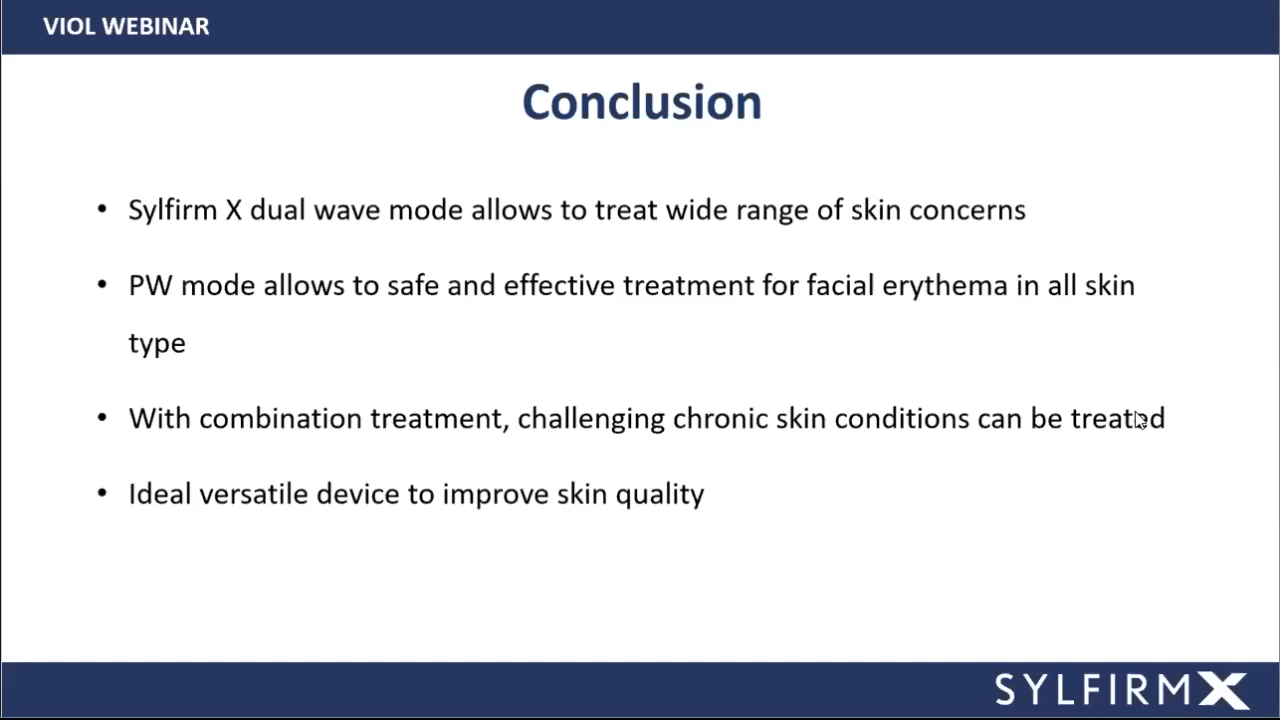 VIOL WEBINAR
Conclusion
• Sylfirm X dual wave mode allows to treat wide range of skin concerns
• PW mode allows to safe and effective treatment for facial erythema in all skin
type
• With combination treatment, challenging chronic skin conditions can be treated
• Ideal versatile device to improve skin quality
SYLFIRM X